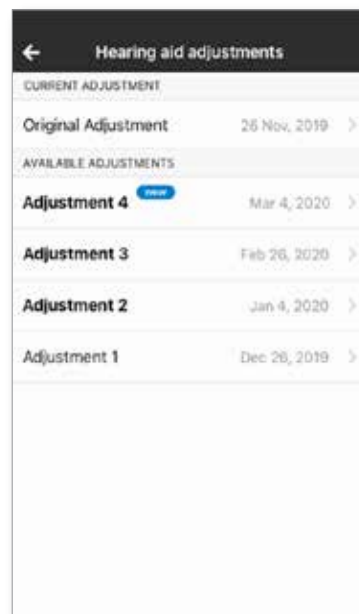 Hearing aid adjustments
CURRENT ADJUSTMENT
Original Adjustment 26 Nov, 2019
AVAILABLE ADJUSTMENTS
Adjustment 4 new Mar 4, 2020
Adjustment 3 Feb 26, 2020
Adjustment 2 Jan 4, 2020
Adjustment 1 Dec 26, 2019